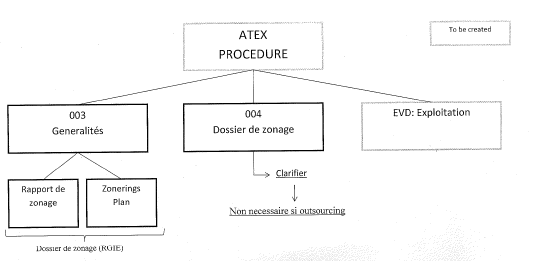 ATEX
PROCEDURE
To be created
003
Generalités
004
Dossier de zonage
EVD: Exploitation
Rapport de
zonage
Zonerings
Plan
Clarifier
Non necessaire si outsourcing
Dossier de zonage (RGIE)